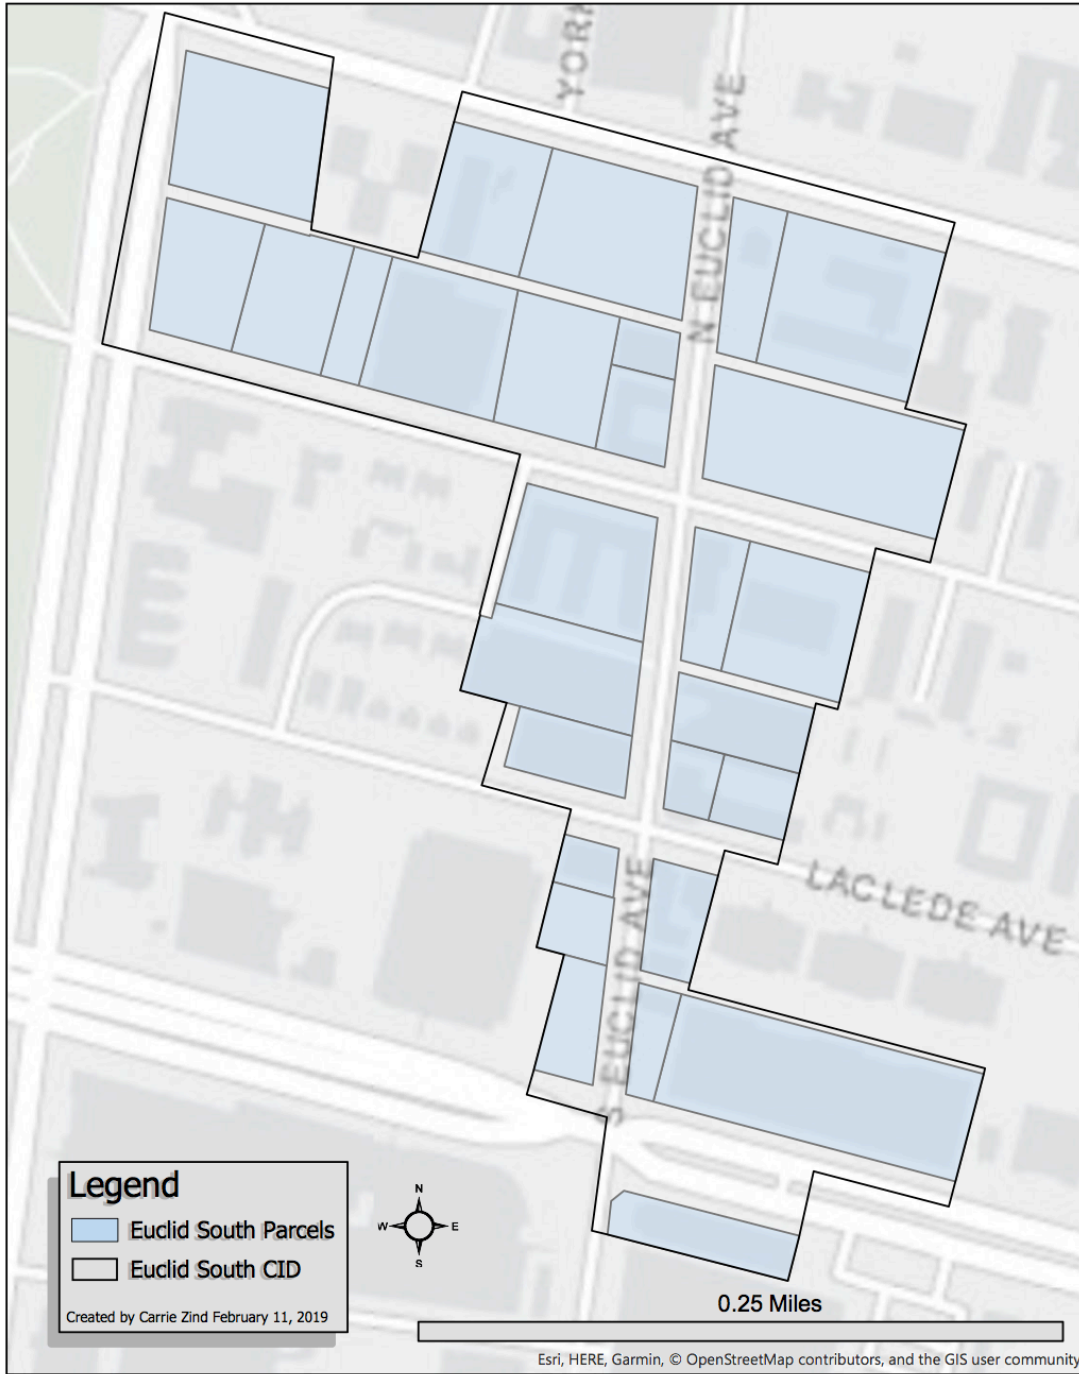 YORK
N EUCLID AVE
LACLEDE AVE
S EUCLID AVE
Legend
Euclid South Parcels
Euclid South CID
Created by Carrie Zind February 11, 2019
N
W E
S
0.25 Miles
Esri, HERE, Garmin, © OpenStreetMap contributors, and the GIS user community